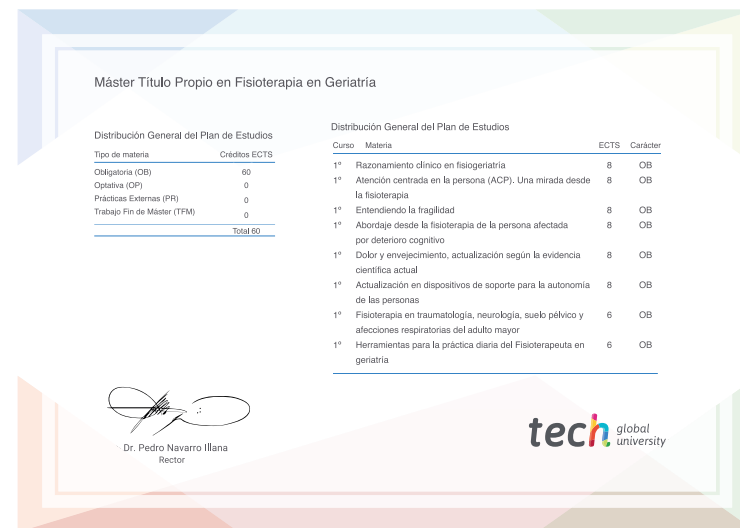 Máster Título Propio en Fisioterapia en Geriatría
Distribución General del Plan de Estudios
Tipo de materia Créditos ECTS
Obligatoria (OB) 60
Optativa (OP) 0
Prácticas Externas (PR) 0
Trabajo Fin de Máster (TFM) 0
Total 60
Distribución General del Plan de Estudios
Curso Materia ECTS Carácter
1º Razonamiento clínico en fisiogeriatria 8 OB
1º Atención centrada en la persona (ACP). Una mirada desde 8 OB
la fisioterapia
1º Entendiendo la fragilidad 8 OB
1º Abordaje desde la fisioterapia de la persona afectada 8 OB
por deterioro cognitivo
1º Dolor y envejecimiento, actualización según la evidencia 8 OB
científica actual
1º Actualización en dispositivos de soporte para la autonomía 8 OB
de las personas
1º Fisioterapia en traumatología, neurología, suelo pélvico y 6 OB
afecciones respiratorias del adulto mayor
1º Herramientas para la práctica diaria del Fisioterapeuta en 6 OB
geriatría
Dr. Pedro Navarro Illana
Rector
tech global
university